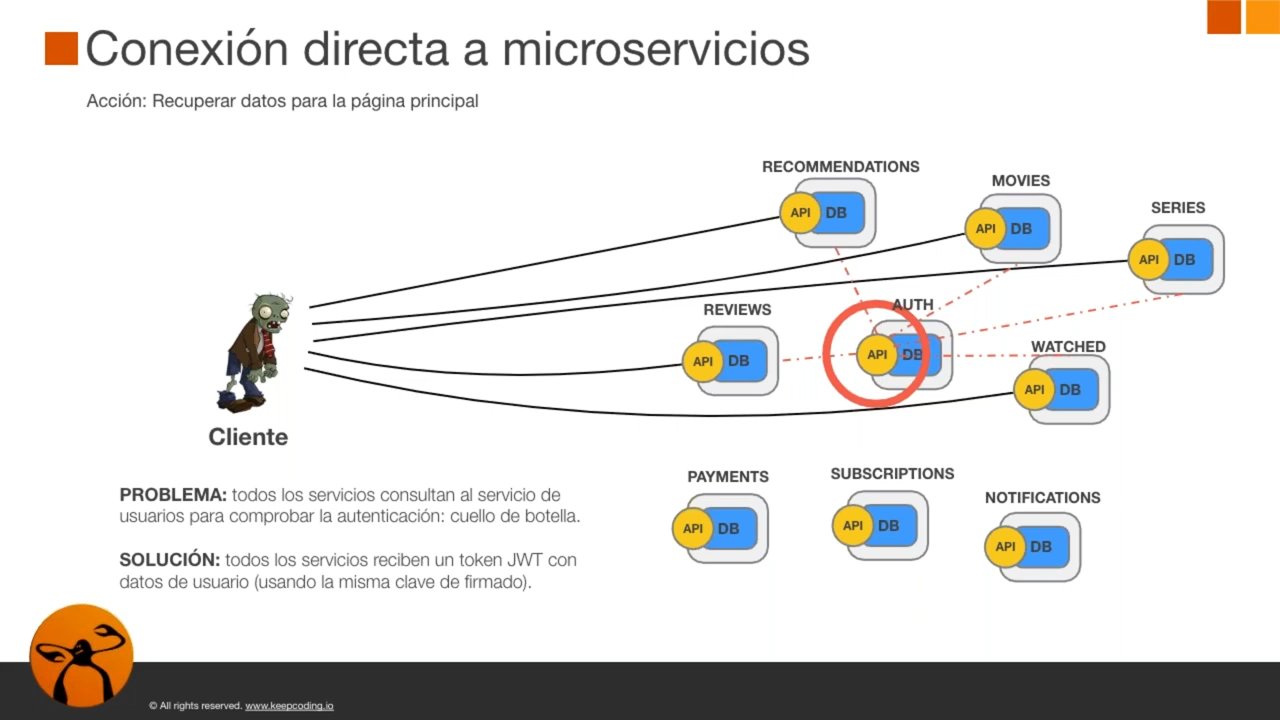 Conexión directa a microservicios
Acción: Recuperar datos para la página principal
RECOMMENDATIONS
API DB
MOVIES
API DB
SERIES
API DB
REVIEWS
API DB
AUTH
API DB
WATCHED
API DB
Cliente
PROBLEMA: todos los servicios consultan al servicio de
usuarios para comprobar la autenticación: cuello de botella.
SOLUCIÓN: todos los servicios reciben un token JWT con
datos de usuario (usando la misma clave de firmado).
PAYMENTS
API DB
SUBSCRIPTIONS
API DB
NOTIFICATIONS
API DB
© All rights reserved. www.keepcoding.io